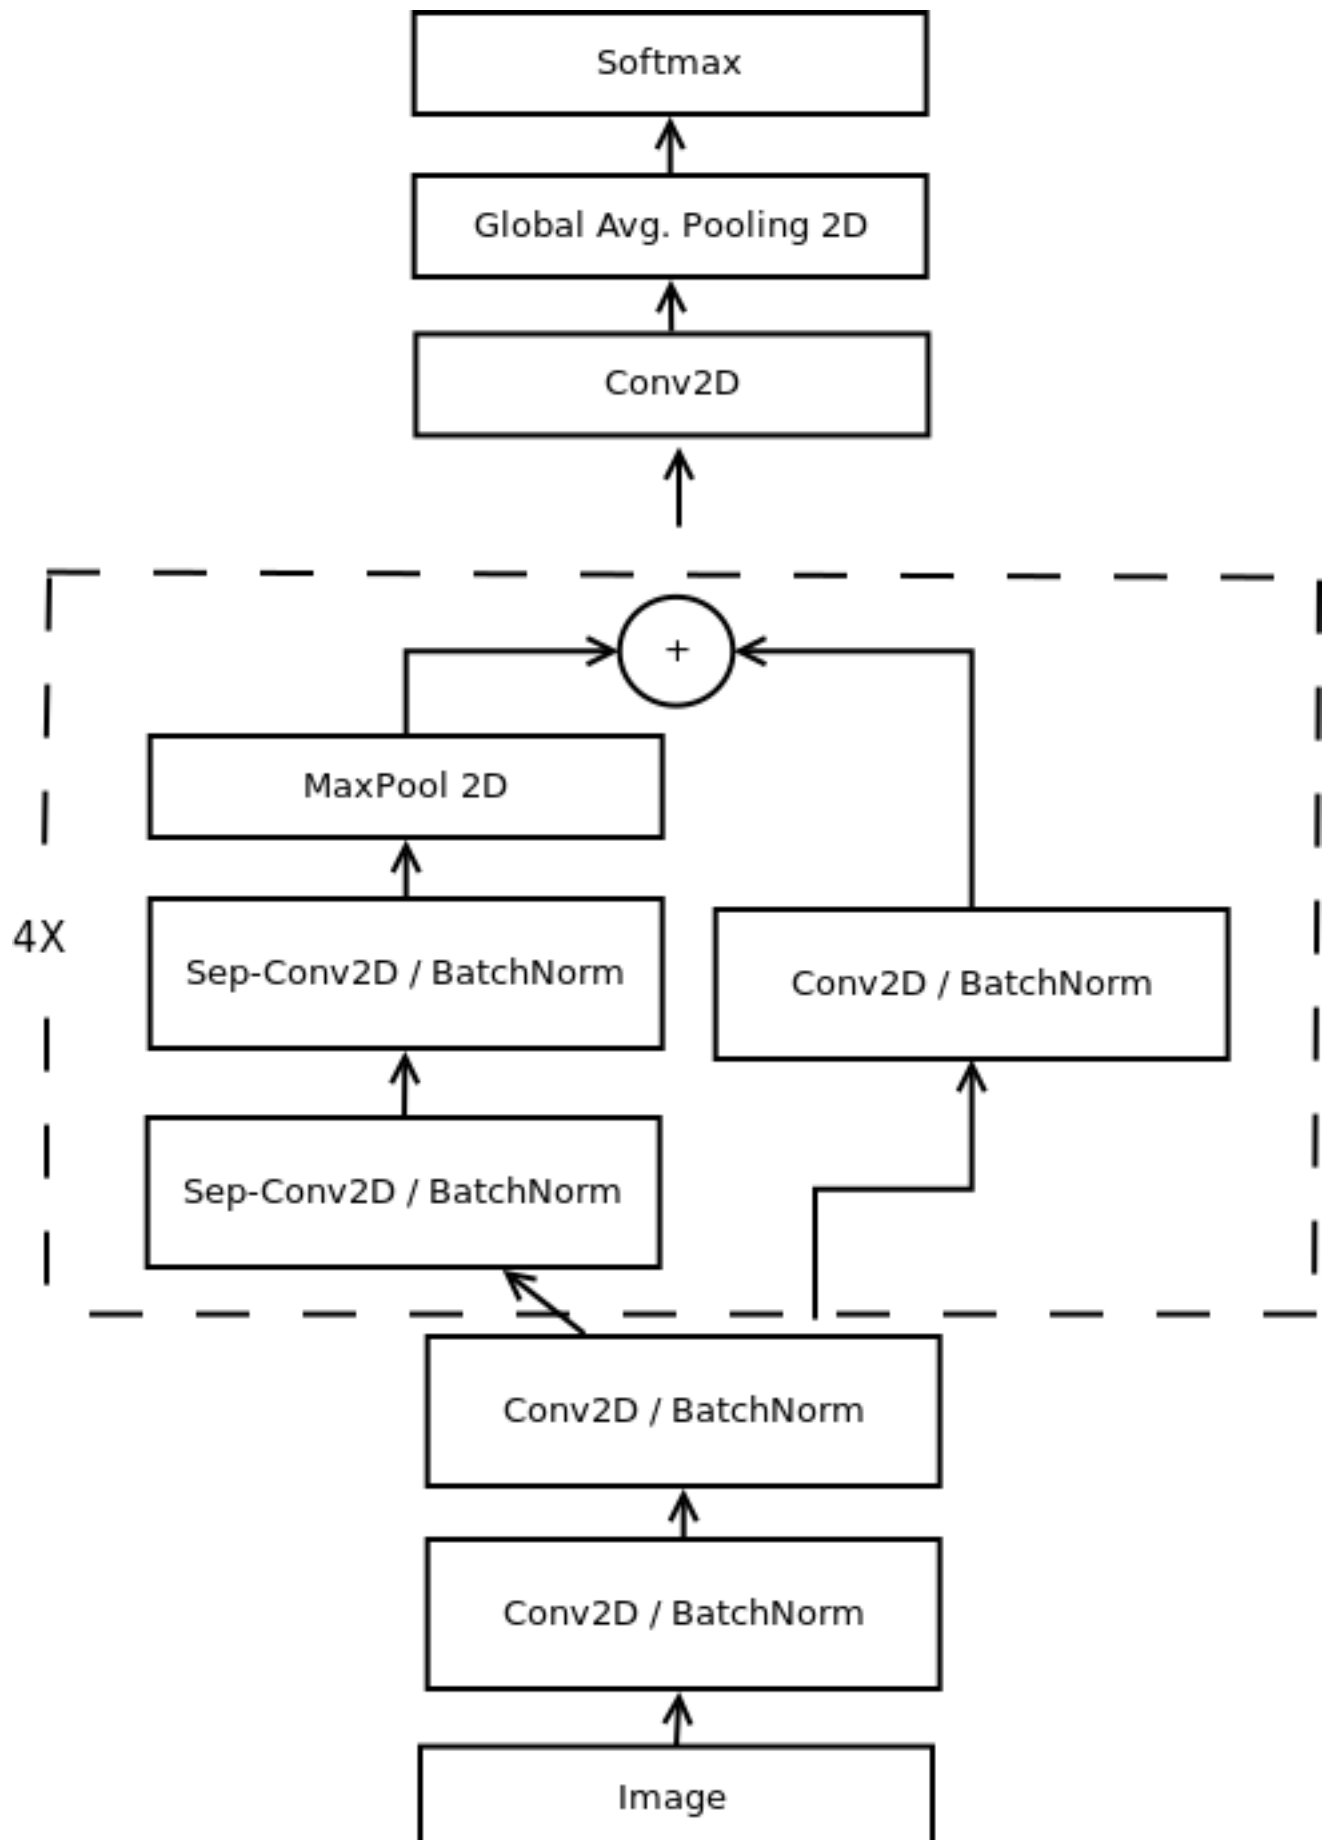 Softmax
Global Avg. Pooling 2D
Conv2D
+
MaxPool 2D
4X
Sep-Conv2D / BatchNorm
Conv2D / BatchNorm
Sep-Conv2D / BatchNorm
Conv2D / BatchNorm
Conv2D / BatchNorm
Image